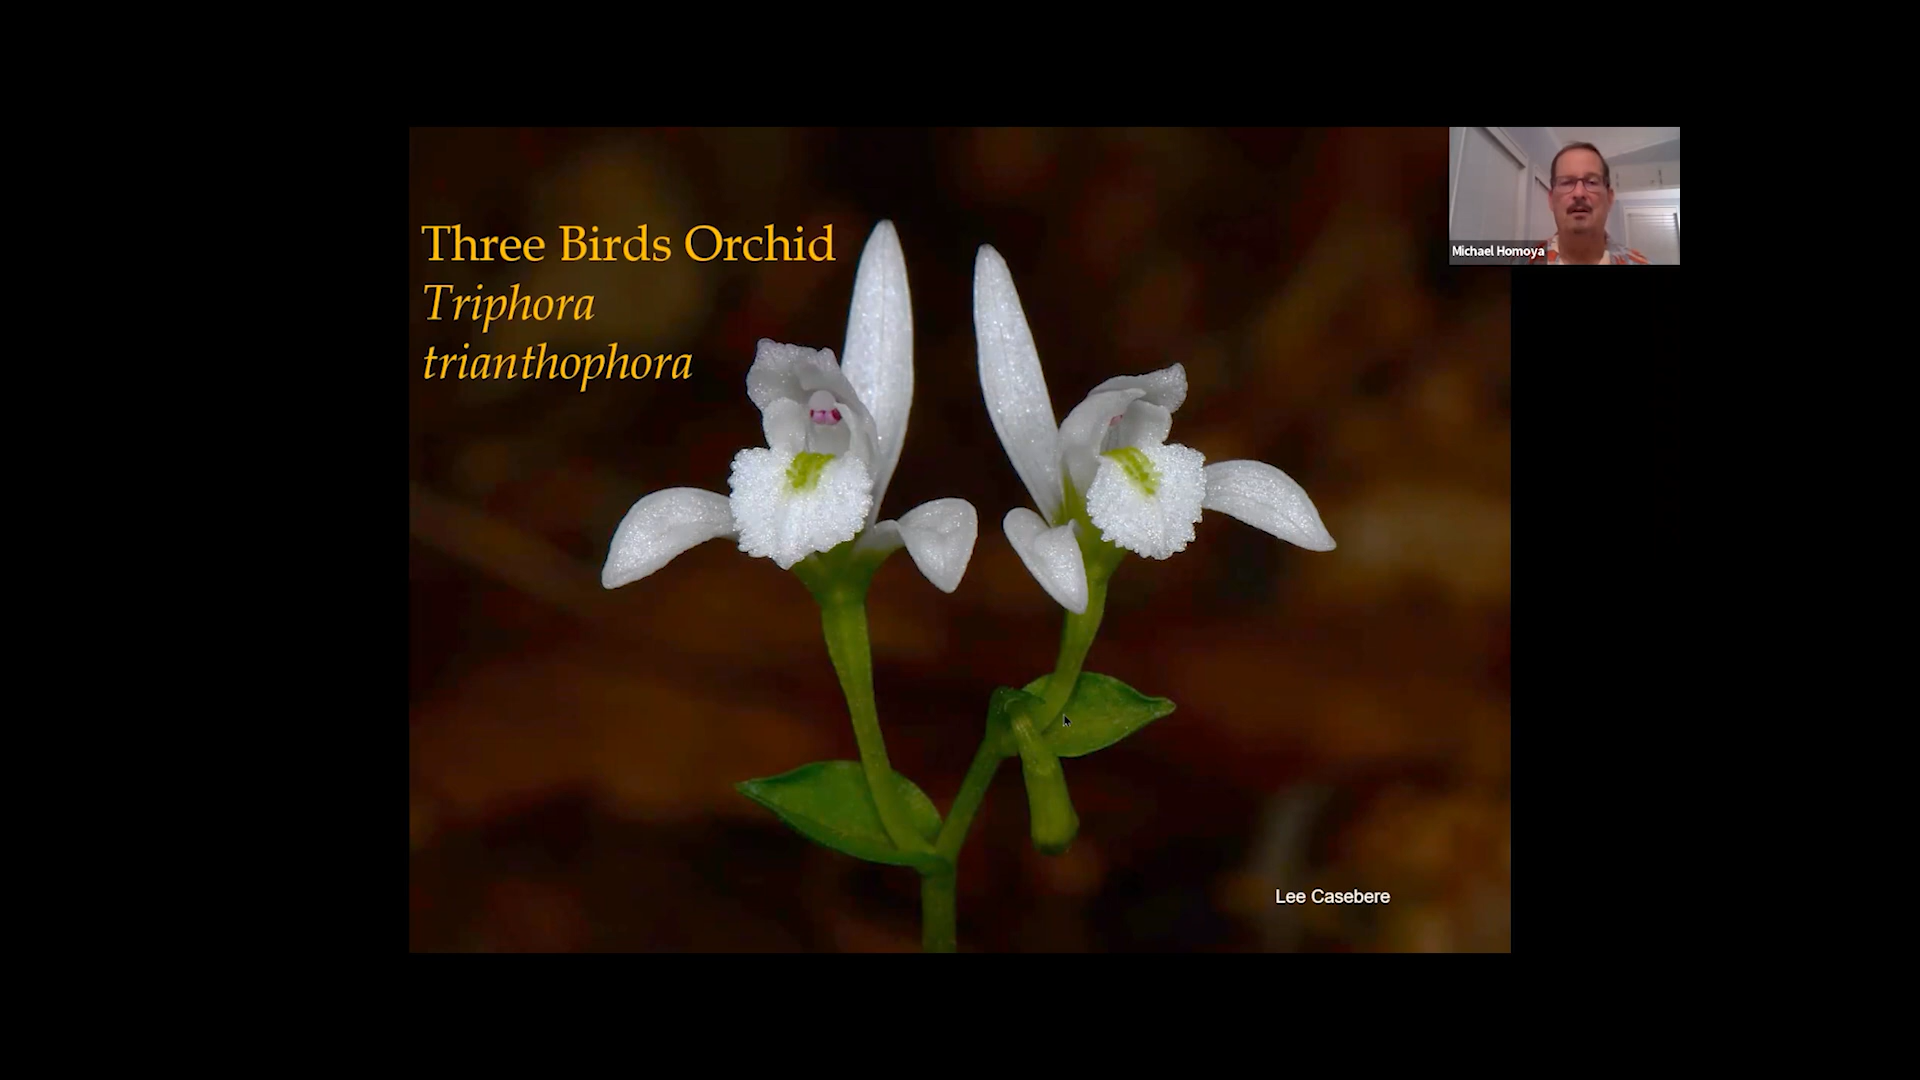 Three Birds Orchid
Triphora
trianthophora
Michael Homoya
Lee Casebere